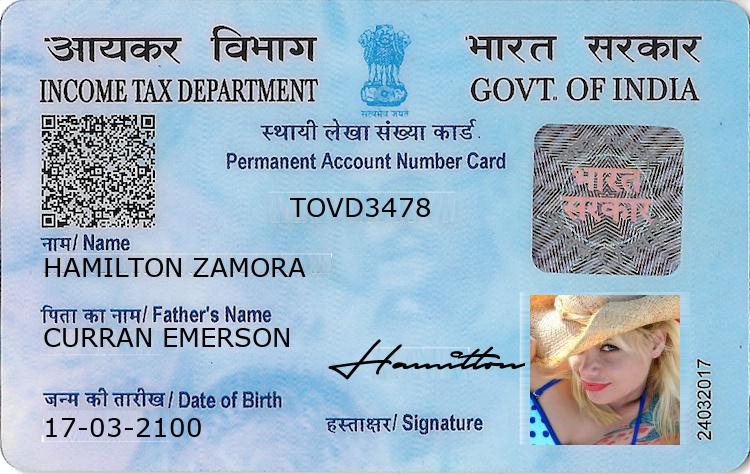 आयकर विभाग
INCOME TAX DEPARTMENT
सत्यमेव जयते
भारत सरकार
GOVT. OF INDIA
स्थायी लेखा संख्या कार्ड
Permanent Account Number Card
TOVD3478
भारत
सरकार
नाम/ Name
HAMILTON ZAMORA
पिता का नाम/ Father's Name
CURRAN EMERSON
जन्म की तारीख/ Date of Birth
17-03-2100
Hamilton
हस्ताक्षर/ Signature
24032017